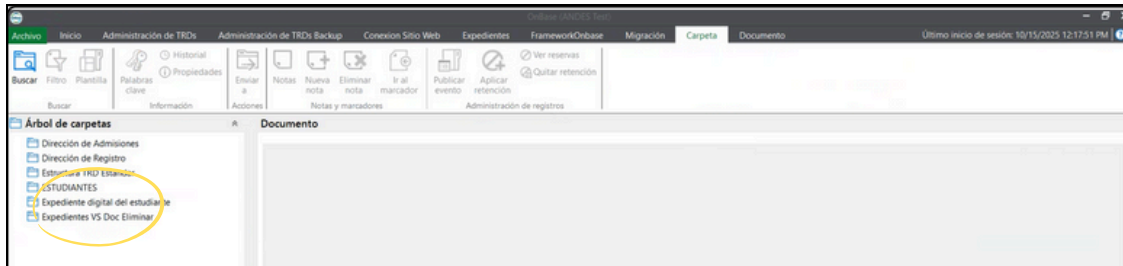 OnBase (ANDES Test)
Archivo Inicio Administración de TRDs Administración de TRDs Backup Conexion Sitio Web Expedientes FrameworkOnbase Migración Carpeta Documento Último inicio de sesión: 10/15/2025 12:17:51 PM
Buscar Filtro Plantilla Palabras clave Historial Propiedades Enviar a Notas Nueva nota Eliminar nota Ir al marcador Publicar evento Aplicar retención Ver reservas Quitar retención
Buscar Información Acciones Notas y marcadores Administración de registros
Árbol de carpetas Documento
Dirección de Admisiones
Dirección de Registro
Estructura TRD Estándar
ESTUDIANTES
Expediente digital del estudiante
Expedientes VS Doc Eliminar